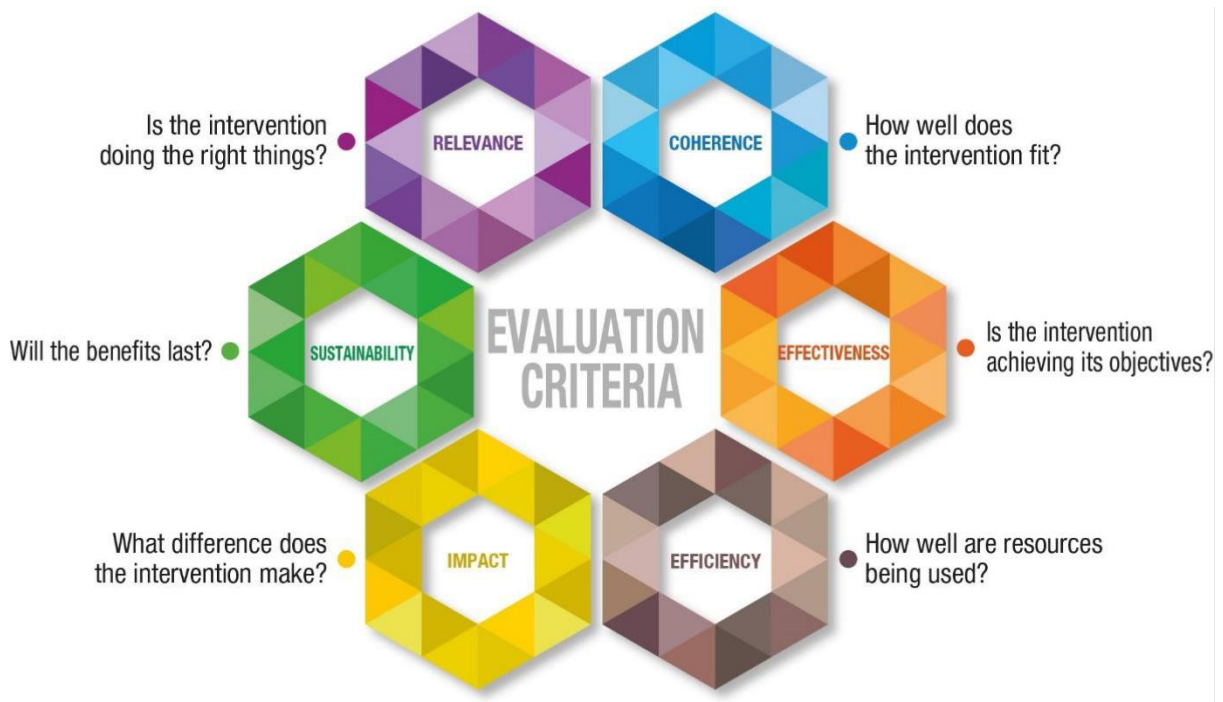 Is the intervention
doing the right things?
RELEVANCE
COHERENCE
How well does
the intervention fit?
Will the benefits last?
SUSTAINABILITY
EVALUATION
CRITERIA
EFFECTIVENESS
Is the intervention
achieving its objectives?
What difference does
the intervention make?
IMPACT
EFFICIENCY
How well are resources
being used?